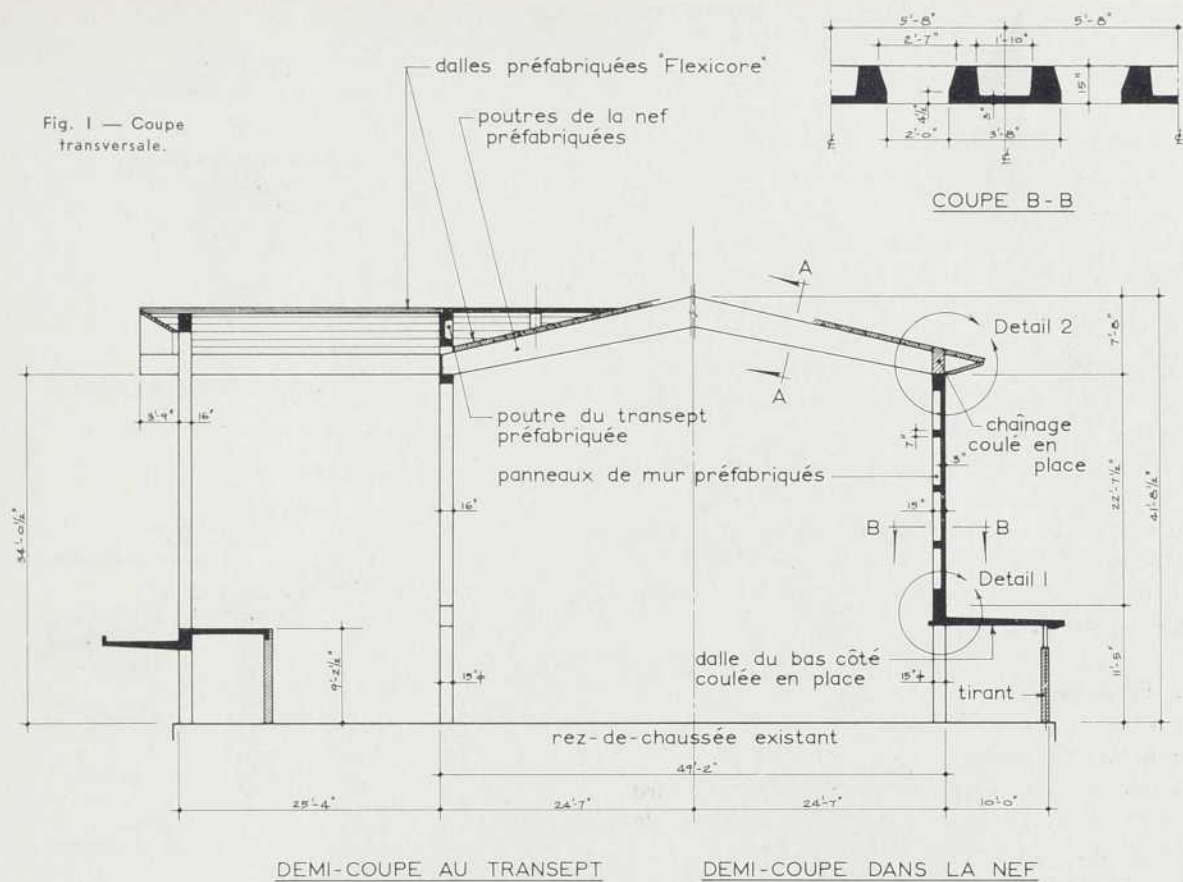 5'-8" 5'-8"
2'-7" 1'-10"
15"
4½" 3"
2'-0" 3'-8"
COUPE B-B
Fig. 1 — Coupe
transversale.
dalles préfabriquées "Flexicore"
poutres de la nef
préfabriquées
A
A
Detail 2
7'-8"
3'-9" 16"
poutre du transept
préfabriquée
chaînage
coulé en
place
7"
3"
panneaux de mur préfabriqués
16"
15"
22'-7½"
41'-8½"
34'-0½"
B B
Detail 1
9'-2½"
dalle du bas côté
coulée en place
15"⌀
15"⌀
tirant
11'-5"
rez-de-chaussée existant
49'-2"
25'-4" 24'-7" 24'-7" 10'-0"
DEMI-COUPE AU TRANSEPT DEMI-COUPE DANS LA NEF